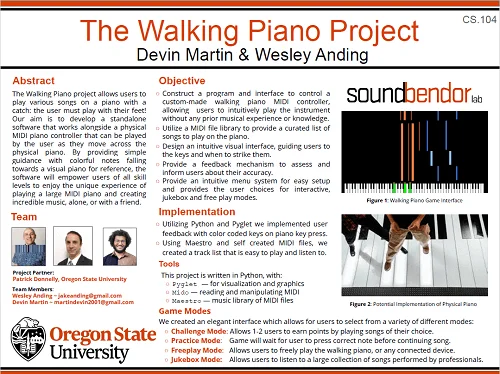 The Walking Piano Project
CS.104
Devin Martin & Wesley Anding
Abstract
The Walking Piano project allows users to
play various songs on a piano with a
catch: the user must play with their feet!
Our aim is to develop a standalone
software that works alongside a physical
MIDI piano controller that can be played
by the user as they move across the
physical piano. By providing simple
guidance with colorful notes falling
towards a visual piano for reference, the
software will empower users of all skill
levels to enjoy the unique experience of
playing a large MIDI piano and creating
incredible music, alone, or with a friend.
Team
Project Partner:
Patrick Donnelly, Oregon State University
Team Members:
Wesley Anding – jakeanding@gmail.com
Devin Martin – martindevin2001@gmail.com
Oregon State
University
Objective
Construct a program and interface to control a
custom-made walking piano MIDI controller,
allowing users to intuitively play the instrument
without any prior musical experience or knowledge.
Utilize a MIDI file library to provide a curated list of
songs to play on the piano.
Design an intuitive visual interface, guiding users to
the keys and when to strike them.
Provide a feedback mechanism to assess and
inform users about their accuracy.
Provide an intuitive menu system for easy setup
and provides the user choices for interactive,
jukebox and free play modes.
Implementation
Utilizing Python and Pyglet we implemented user
feedback with color coded keys on piano key press.
Using Maestro and self created MIDI files, we
created a track list that is easy to play and listen to.
Tools
This project is written in Python, with:
Pyglet — for visualization and graphics
Mido — reading and manipulating MIDI
Maestro — music library of MIDI files
Game Modes
We created an elegant interface which allows for users to select from a variety of different modes:
Challenge Mode: Allows 1-2 users to earn points by playing songs of their choice.
Practice Mode: Game will wait for user to press correct note before continuing song.
Freeplay Mode: Allows users to freely play the walking piano, or any connected device.
Jukebox Mode: Allows users to listen to a large collection of songs performed by professionals.
soundbendor lab
Figure 1: Walking Piano Game Interface
Figure 2: Potential Implementation of Physical Piano